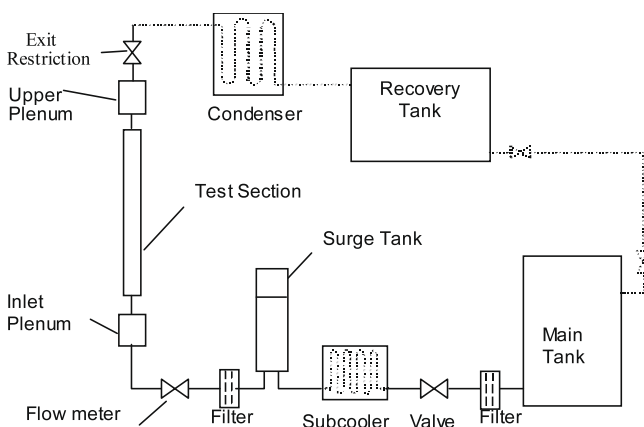 Exit
Restriction
Upper
Plenum
Condenser
Recovery
Tank
Test Section
Surge Tank
Inlet
Plenum
Main
Tank
Flow meter
Filter
Subcooler
Valve
Filter